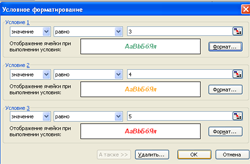 Условное форматирование
Условие 1
значение равно 3
Отображение ячейки при выполнении условия: АаВbБбЯя Формат...
Условие 2
значение равно 4
Отображение ячейки при выполнении условия: АаВbБбЯя Формат...
Условие 3
значение равно 5
Отображение ячейки при выполнении условия: АаВbБбЯя Формат...
А также >> Удалить... ОК Отмена